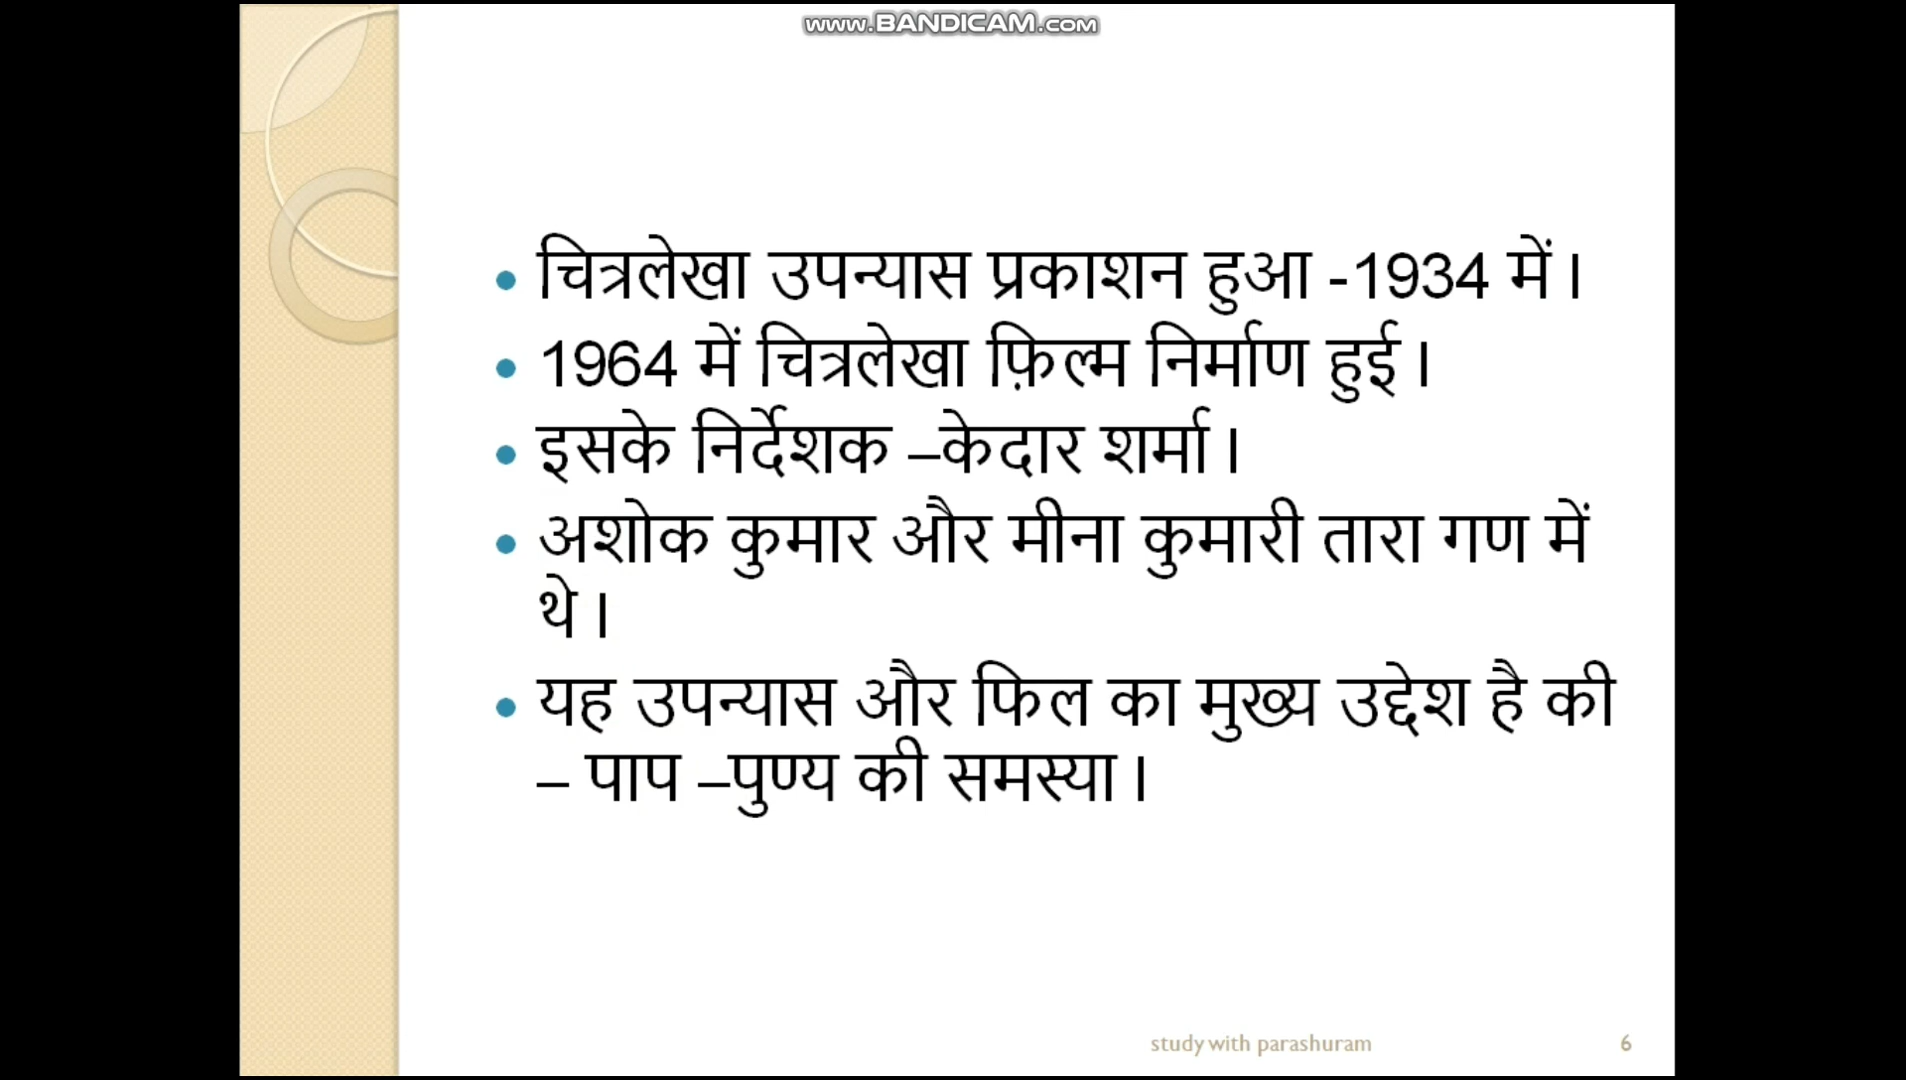 www.BANDICAM.COM
• चित्रलेखा उपन्यास प्रकाशन हुआ -1934 में।
• 1964 में चित्रलेखा फ़िल्म निर्माण हुई।
• इसके निर्देशक –केदार शर्मा।
• अशोक कुमार और मीना कुमारी तारा गण में
थे।
• यह उपन्यास और फिल का मुख्य उद्देश है की
– पाप –पुण्य की समस्या।
study with parashuram 6